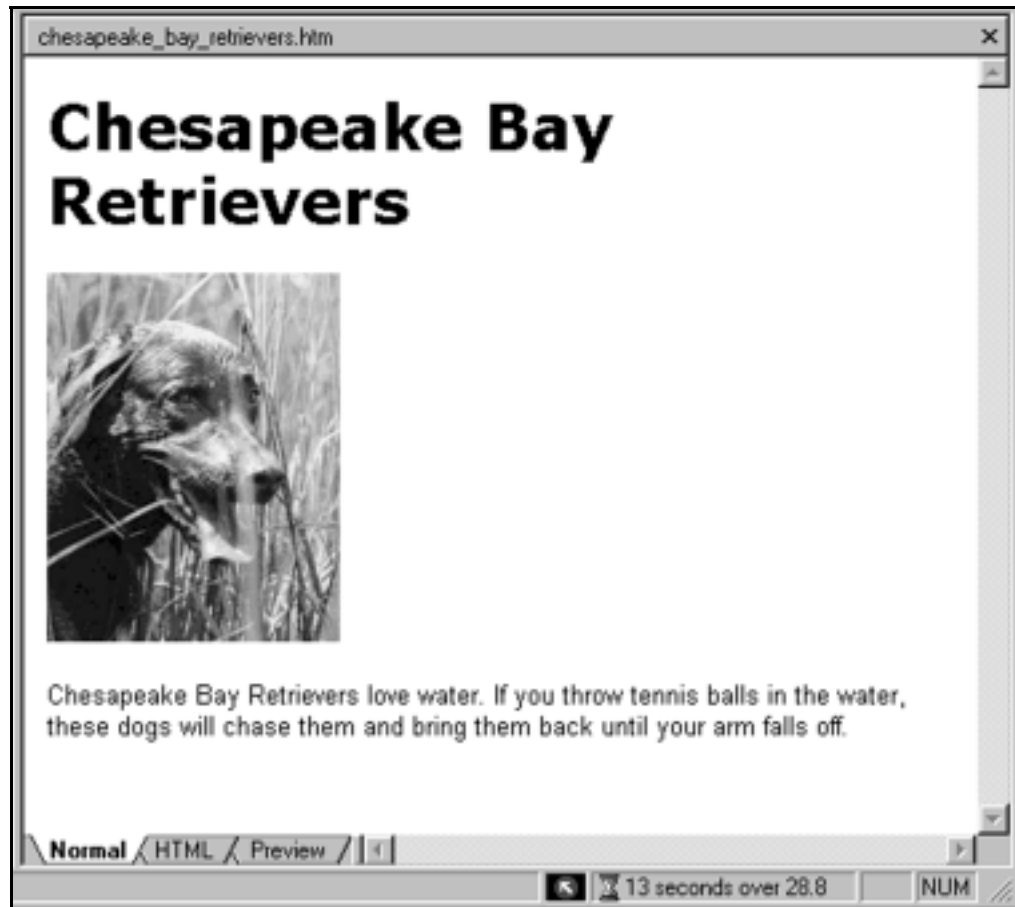 chesapeake_bay_retrievers.htm
Chesapeake Bay
Retrievers
Chesapeake Bay Retrievers love water. If you throw tennis balls in the water,
these dogs will chase them and bring them back until your arm falls off.
Normal HTML Preview
13 seconds over 28.8 NUM